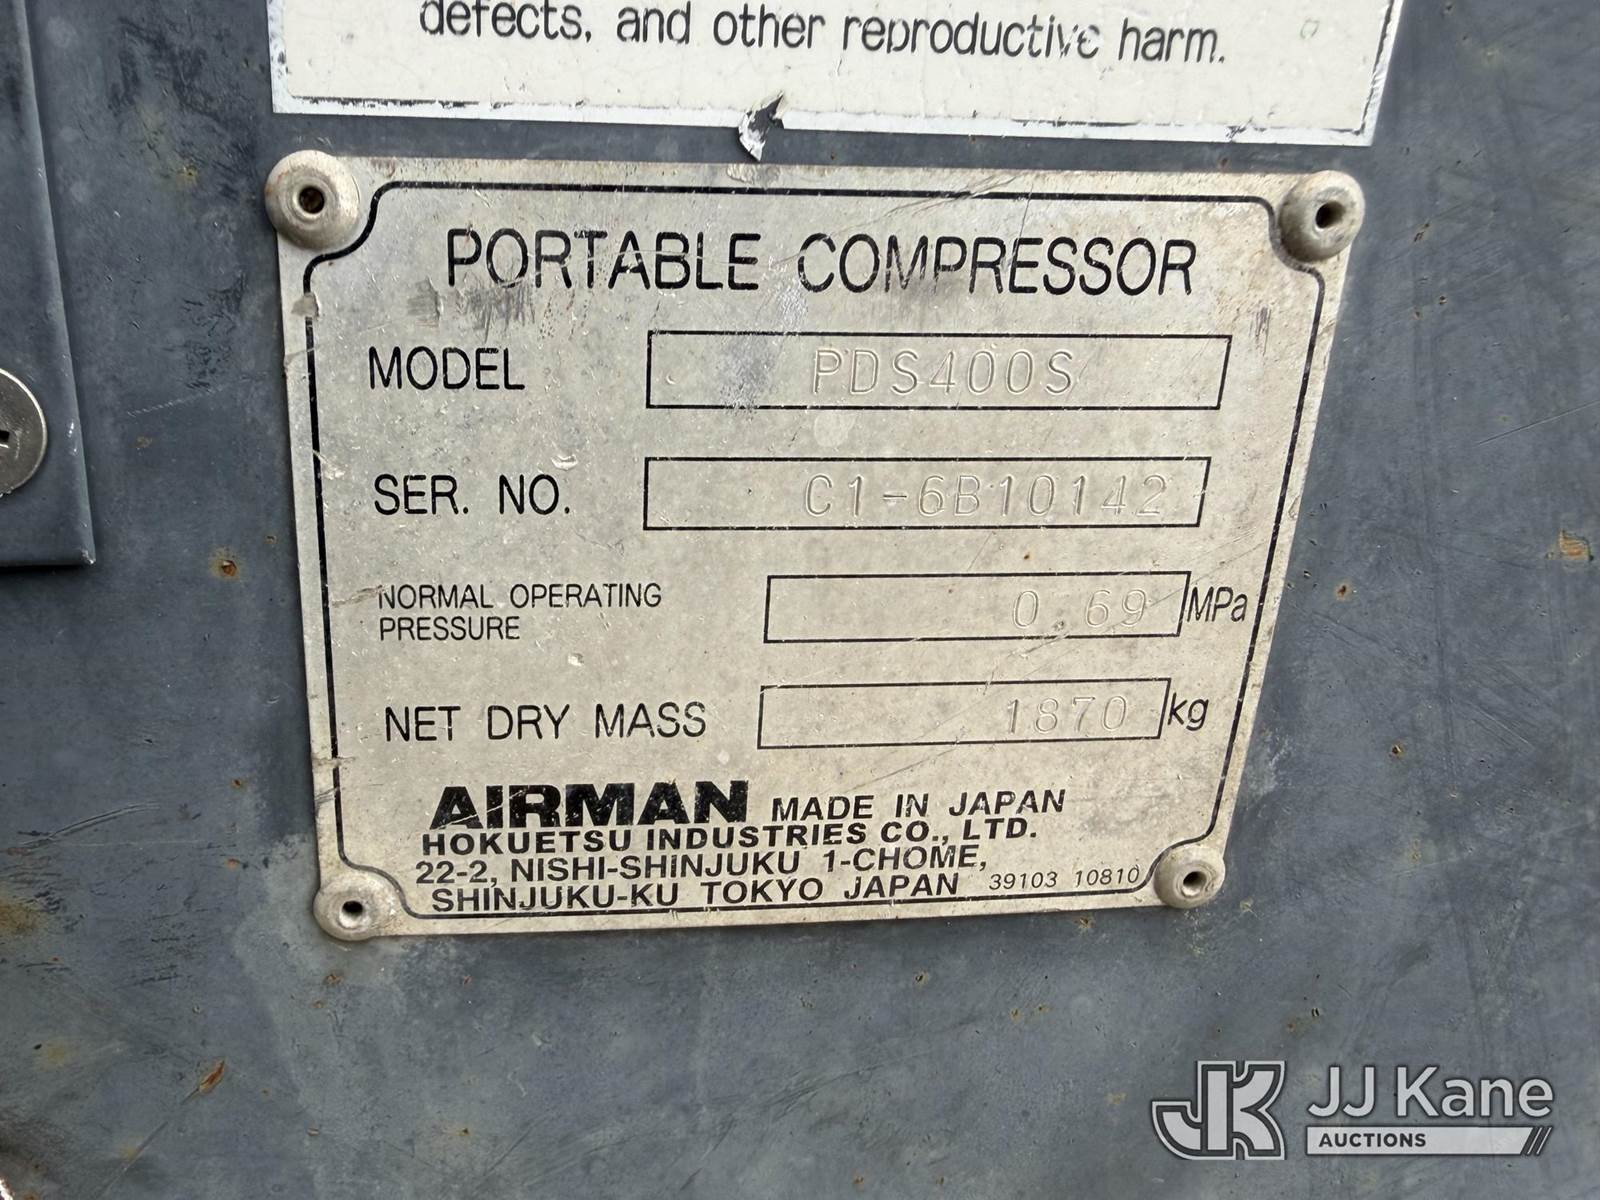 defects, and other reproductive harm.
PORTABLE COMPRESSOR
MODEL PDS400S
SER. NO. C1-6B10142
NORMAL OPERATING
PRESSURE 0.69 MPa
NET DRY MASS 1870 kg
AIRMAN MADE IN JAPAN
HOKUETSU INDUSTRIES CO., LTD.
22-2, NISHI-SHINJUKU 1-CHOME,
SHINJUKU-KU TOKYO JAPAN 39103 10810
JK JJ Kane
AUCTIONS